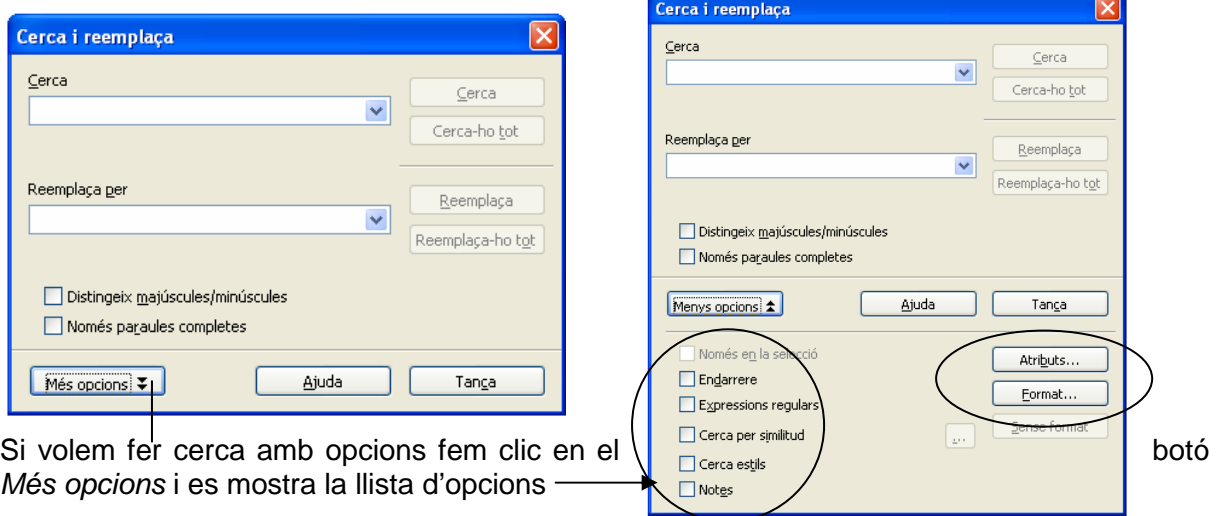 Cerca i reemplaça
Cerca
Cerca
Cerca-ho tot
Reemplaça per
Reemplaça
Reemplaça-ho tot
Distingeix majúscules/minúscules
Només paraules completes
Més opcions
Ajuda
Tanca
Cerca i reemplaça
Cerca
Cerca
Cerca-ho tot
Reemplaça per
Reemplaça
Reemplaça-ho tot
Distingeix majúscules/minúscules
Només paraules completes
Menys opcions
Ajuda
Tanca
Només en la selecció
Atributs...
Endarrere
Format...
Expressions regulars
Sense format
Cerca per similitud
...
Cerca estils
Notes
Si volem fer cerca amb opcions fem clic en el botó
Més opcions i es mostra la llista d'opcions